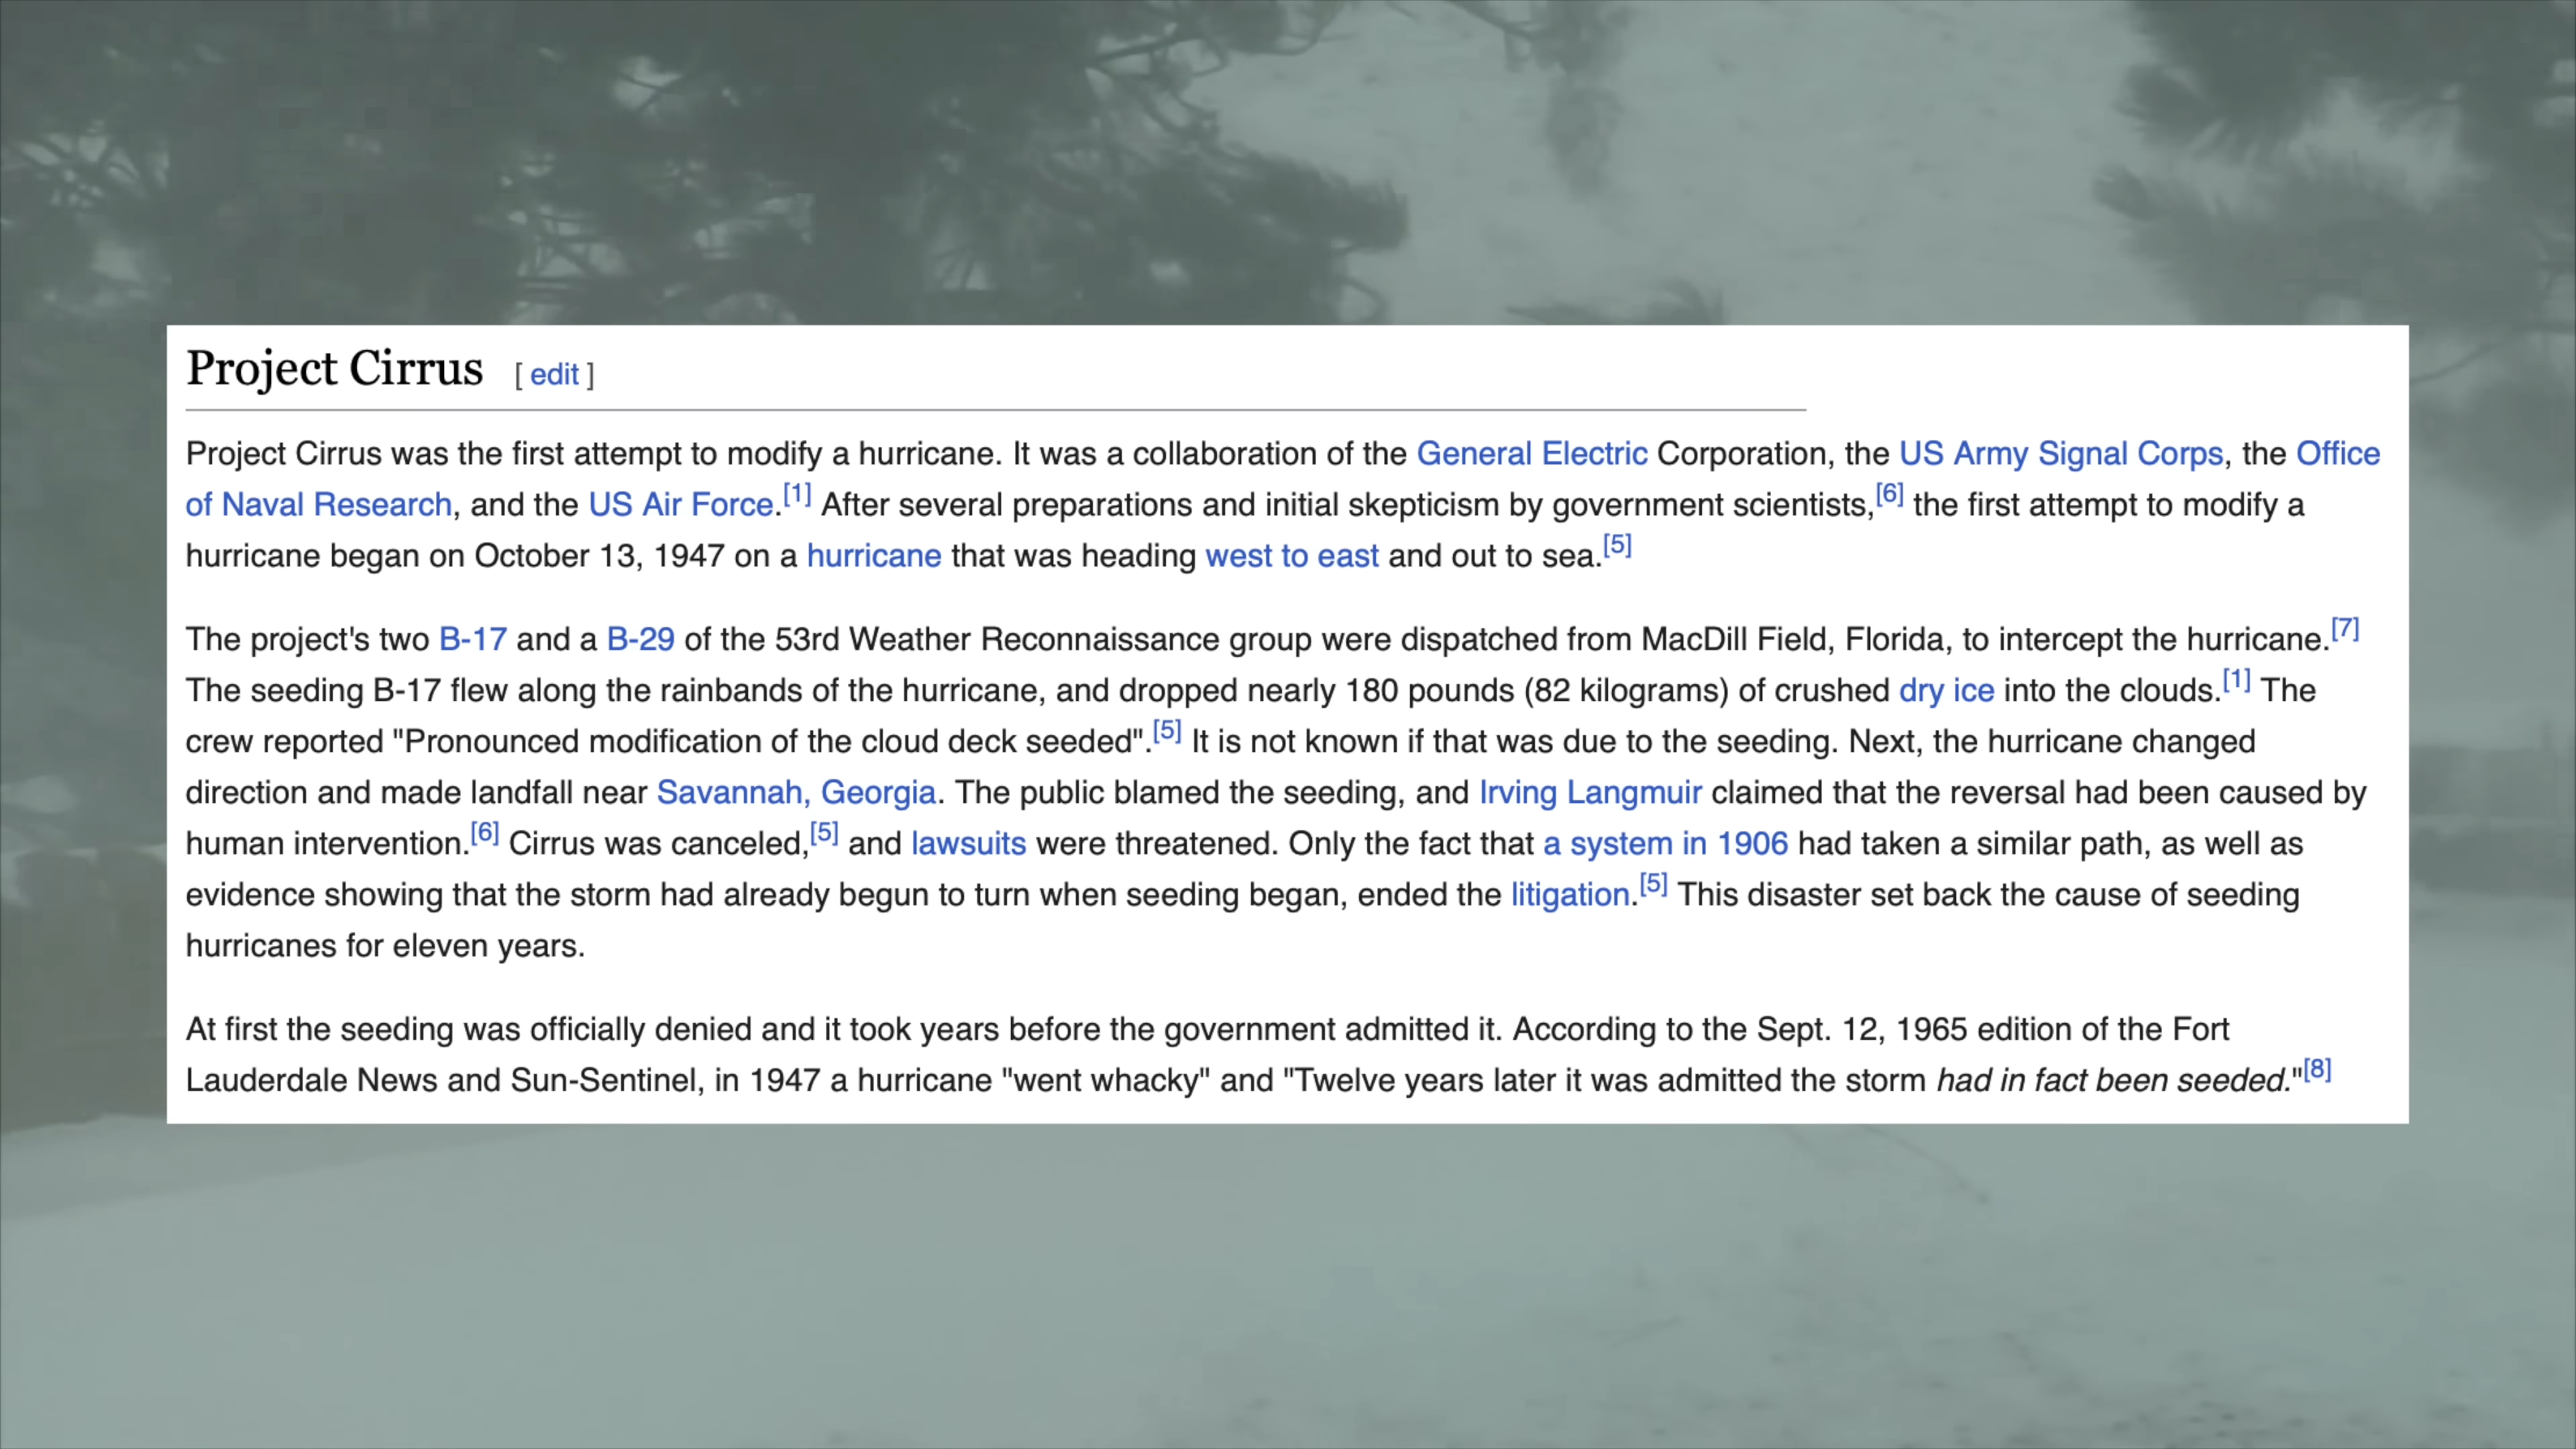 Project Cirrus [ edit ]
Project Cirrus was the first attempt to modify a hurricane. It was a collaboration of the General Electric Corporation, the US Army Signal Corps, the Office
of Naval Research, and the US Air Force.[1] After several preparations and initial skepticism by government scientists,[6] the first attempt to modify a
hurricane began on October 13, 1947 on a hurricane that was heading west to east and out to sea.[5]
The project's two B-17 and a B-29 of the 53rd Weather Reconnaissance group were dispatched from MacDill Field, Florida, to intercept the hurricane.[7]
The seeding B-17 flew along the rainbands of the hurricane, and dropped nearly 180 pounds (82 kilograms) of crushed dry ice into the clouds.[1] The
crew reported "Pronounced modification of the cloud deck seeded".[5] It is not known if that was due to the seeding. Next, the hurricane changed
direction and made landfall near Savannah, Georgia. The public blamed the seeding, and Irving Langmuir claimed that the reversal had been caused by
human intervention.[6] Cirrus was canceled,[5] and lawsuits were threatened. Only the fact that a system in 1906 had taken a similar path, as well as
evidence showing that the storm had already begun to turn when seeding began, ended the litigation.[5] This disaster set back the cause of seeding
hurricanes for eleven years.
At first the seeding was officially denied and it took years before the government admitted it. According to the Sept. 12, 1965 edition of the Fort
Lauderdale News and Sun-Sentinel, in 1947 a hurricane "went whacky" and "Twelve years later it was admitted the storm had in fact been seeded."[8]